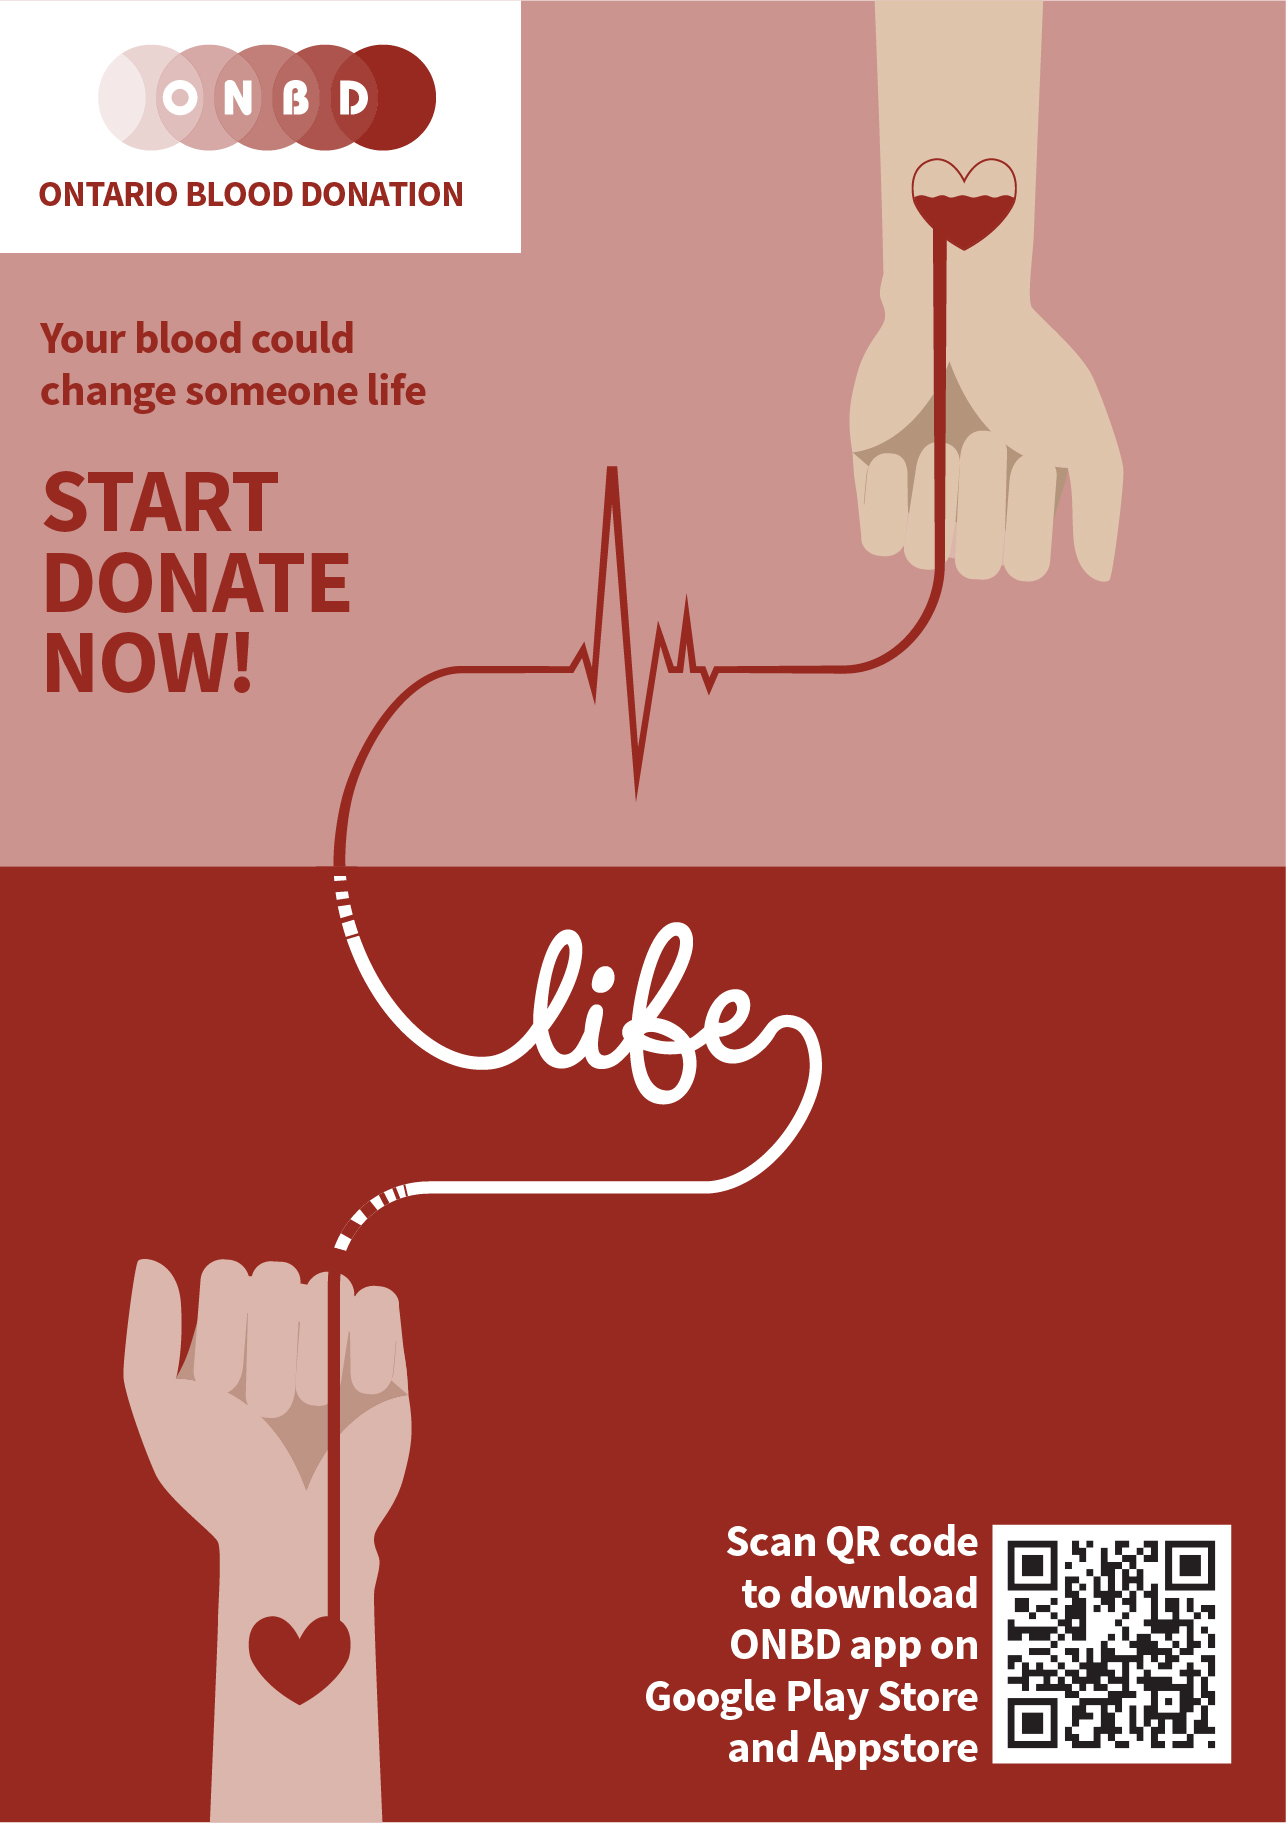 ONBD
ONTARIO BLOOD DONATION
Your blood could
change someone life
START
DONATE
NOW!
life
Scan QR code
to download
ONBD app on
Google Play Store
and Appstore